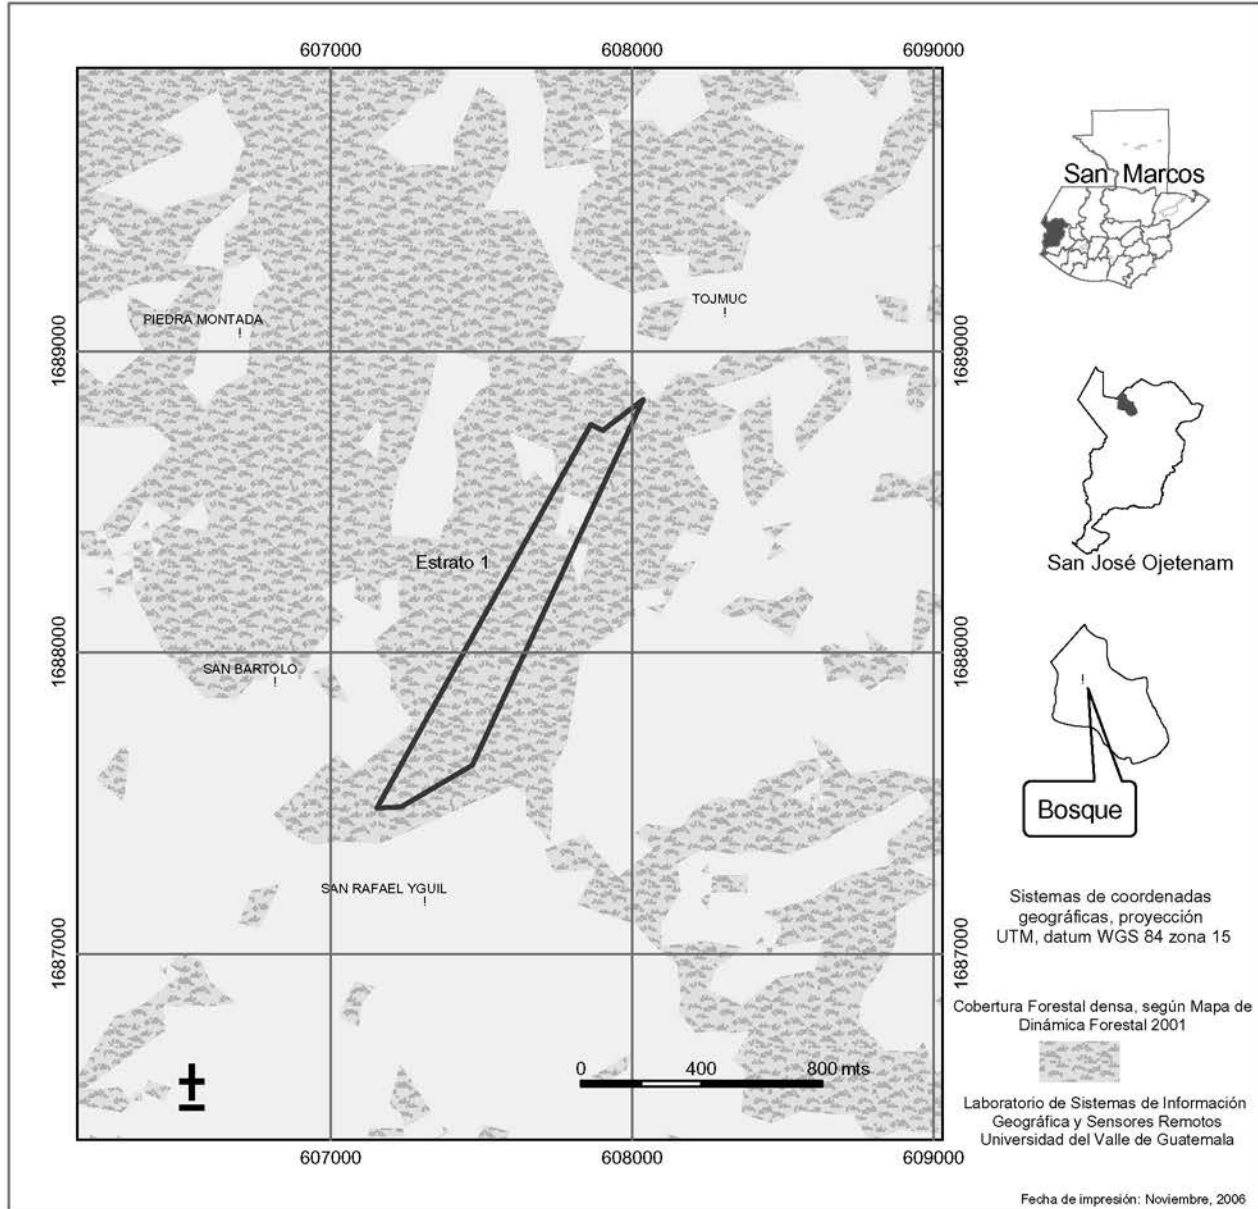 607000
608000
609000
San Marcos
TOJMUC
PIEDRA MONTADA
!
!
1689000
1689000
Estrato 1
San José Ojetenam
1688000
1688000
SAN BARTOLO
!
!
Bosque
SAN RAFAEL YGUIL
!
Sistemas de coordenadas
geográficas, proyección
UTM, datum WGS 84 zona 15
1687000
1687000
Cobertura Forestal densa, según Mapa de
Dinámica Forestal 2001
0 400 800 mts
±
Laboratorio de Sistemas de Información
Geográfica y Sensores Remotos
Universidad del Valle de Guatemala
607000
608000
609000
Fecha de impresión: Noviembre, 2006